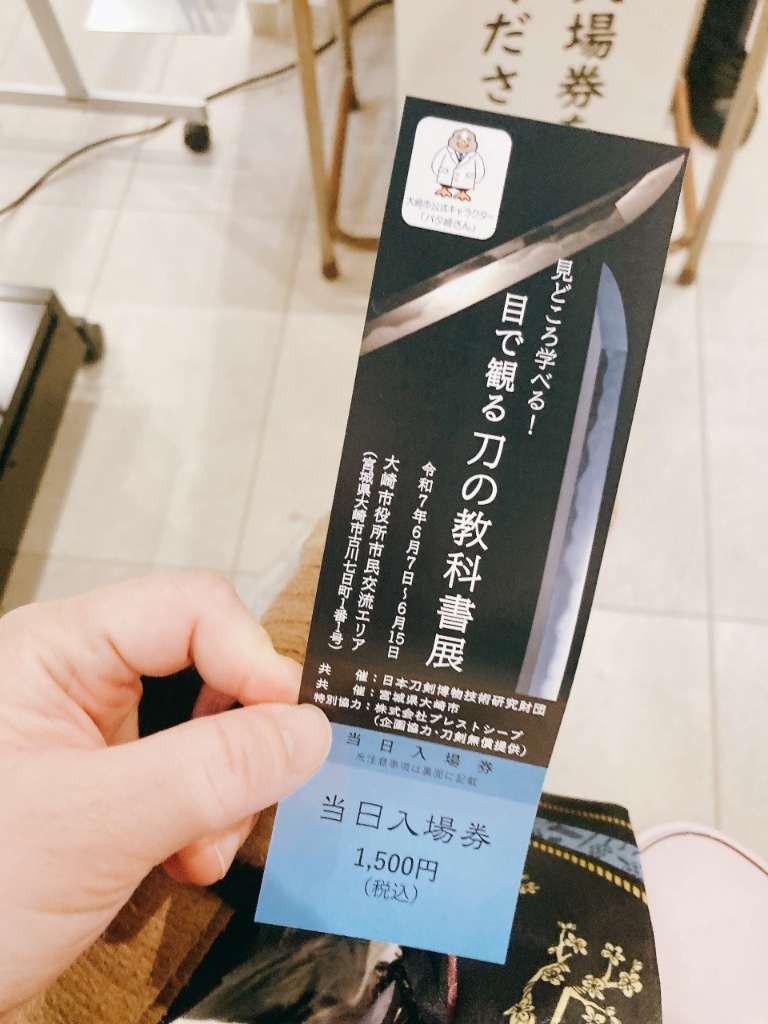 入場券を
ださ
大崎市公式キャラクター
「パタ崎さん」
見どころ学べる！
目で観る刀の教科書展
令和7年6月7日～6月15日
大崎市役所市民交流エリア
(宮城県大崎市古川七日町1番1号)
共　催：日本刀剣博物技術研究財団
共　催：宮城県大崎市
特別協力：株式会社ブレストシーブ
(企画協力・刀剣無償提供)
当日入場券
※注意事項は裏面に記載
当日入場券
1,500円
(税込)